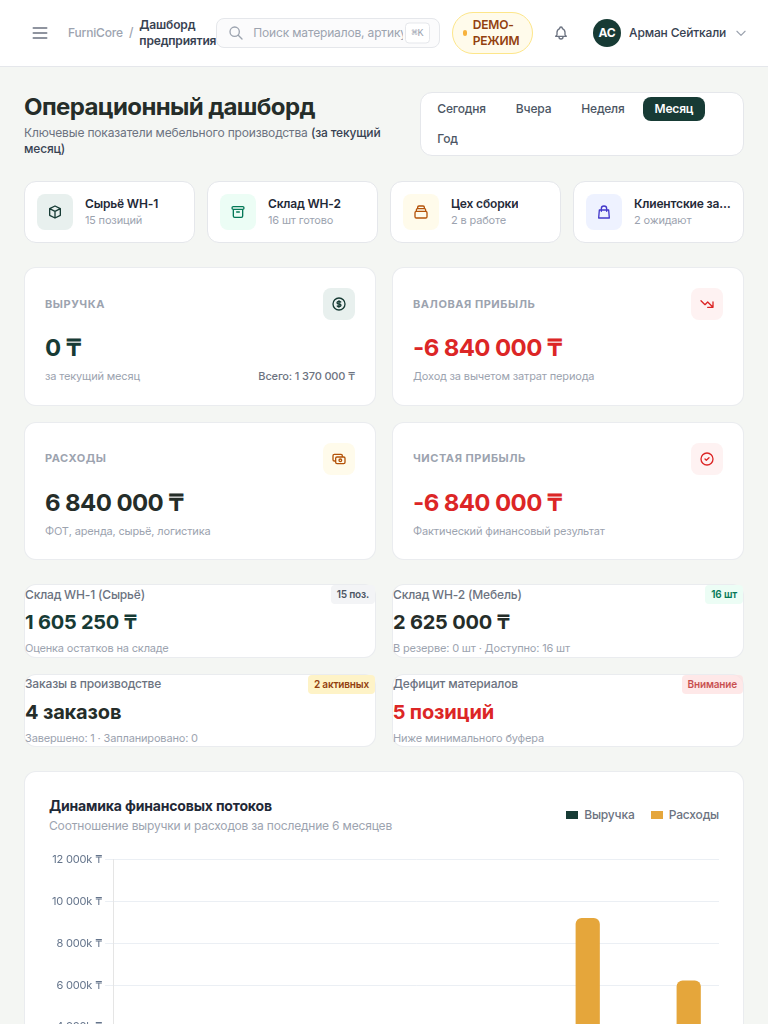 FurniCore / Дашборд предприятия
Поиск материалов, артику
⌘K
DEMO-
РЕЖИМ
АС
Арман Сейткали
Операционный дашборд
Ключевые показатели мебельного производства (за текущий
месяц)
Сегодня
Вчера
Неделя
Месяц
Год
Сырьё WH-1
15 позиций
Склад WH-2
16 шт готово
Цех сборки
2 в работе
Клиентские за...
2 ожидают
ВЫРУЧКА
0 ₸
за текущий месяц
Всего: 1 370 000 ₸
ВАЛОВАЯ ПРИБЫЛЬ
-6 840 000 ₸
Доход за вычетом затрат периода
РАСХОДЫ
6 840 000 ₸
ФОТ, аренда, сырьё, логистика
ЧИСТАЯ ПРИБЫЛЬ
-6 840 000 ₸
Фактический финансовый результат
Склад WH-1 (Сырьё)
15 поз.
1 605 250 ₸
Оценка остатков на складе
Склад WH-2 (Мебель)
16 шт
2 625 000 ₸
В резерве: 0 шт · Доступно: 16 шт
Заказы в производстве
2 активных
4 заказов
Завершено: 1 · Запланировано: 0
Дефицит материалов
Внимание
5 позиций
Ниже минимального буфера
Динамика финансовых потоков
Соотношение выручки и расходов за последние 6 месяцев
Выручка
Расходы
12 000k ₸
10 000k ₸
8 000k ₸
6 000k ₸